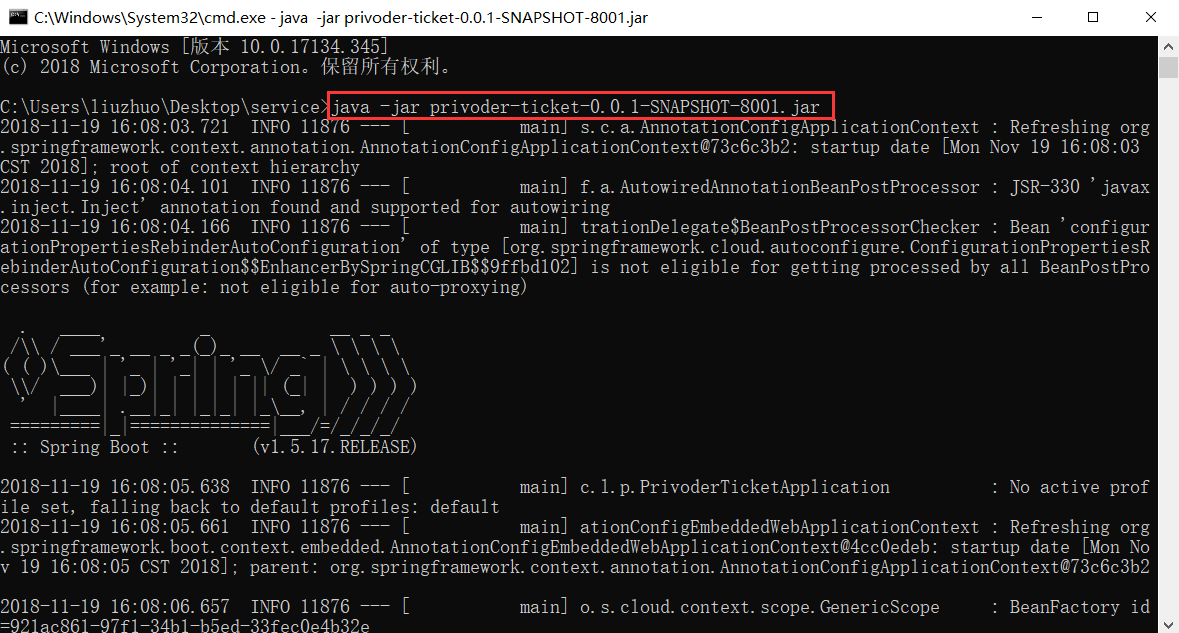 C:\Windows\System32\cmd.exe - java  -jar privoder-ticket-0.0.1-SNAPSHOT-8001.jar
Microsoft Windows [版本 10.0.17134.345]
(c) 2018 Microsoft Corporation。保留所有权利。
C:\Users\liuzhuo\Desktop\service>java -jar privoder-ticket-0.0.1-SNAPSHOT-8001.jar
2018-11-19 16:08:03.721  INFO 11876 --- [           main] s.c.a.AnnotationConfigApplicationContext : Refreshing org
.springframework.context.annotation.AnnotationConfigApplicationContext@73c6c3b2: startup date [Mon Nov 19 16:08:03
CST 2018]; root of context hierarchy
2018-11-19 16:08:04.101  INFO 11876 --- [           main] f.a.AutowiredAnnotationBeanPostProcessor : JSR-330 'javax
.inject.Inject' annotation found and supported for autowiring
2018-11-19 16:08:04.166  INFO 11876 --- [           main] trationDelegate$BeanPostProcessorChecker : Bean 'configur
ationPropertiesRebinderAutoConfiguration' of type [org.springframework.cloud.autoconfigure.ConfigurationPropertiesR
ebinderAutoConfiguration$$EnhancerBySpringCGLIB$$9ffbd102] is not eligible for getting processed by all BeanPostPro
cessors (for example: not eligible for auto-proxying)
Spring
:: Spring Boot ::        (v1.5.17.RELEASE)
2018-11-19 16:08:05.638  INFO 11876 --- [           main] c.l.p.PrivoderTicketApplication          : No active prof
ile set, falling back to default profiles: default
2018-11-19 16:08:05.661  INFO 11876 --- [           main] ationConfigEmbeddedWebApplicationContext : Refreshing org
.springframework.boot.context.embedded.AnnotationConfigEmbeddedWebApplicationContext@4cc0edeb: startup date [Mon No
v 19 16:08:05 CST 2018]; parent: org.springframework.context.annotation.AnnotationConfigApplicationContext@73c6c3b2
2018-11-19 16:08:06.657  INFO 11876 --- [           main] o.s.cloud.context.scope.GenericScope     : BeanFactory id
=921ac861-97f1-34b1-b5ed-33fec0e4b32e